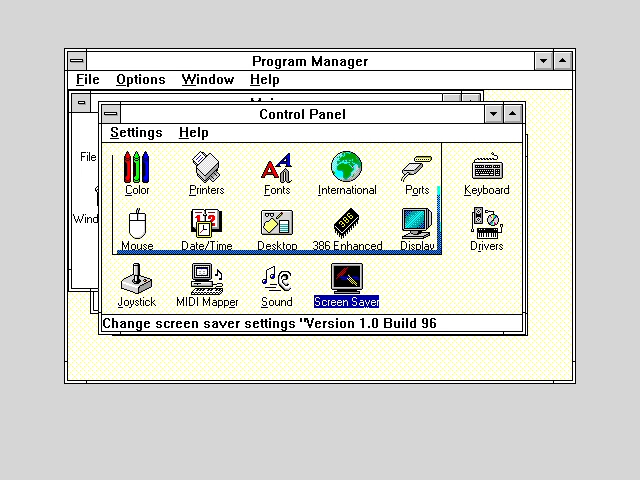 Program Manager
File Options Window Help
Control Panel
Settings Help
File
Color Printers Fonts International Ports Keyboard
Wind
Mouse Date/Time Desktop 386 Enhanced Display Drivers
Joystick MIDI Mapper Sound Screen Saver
Change screen saver settings "Version 1.0 Build 96